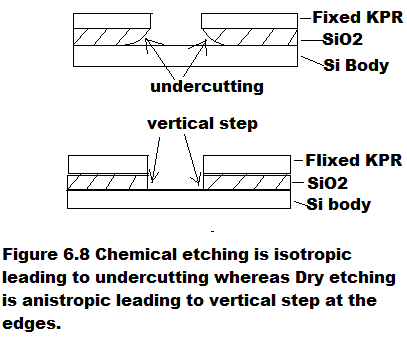 Fixed KPR
SiO2
Si Body
undercutting
vertical step
Flixed KPR
SiO2
Si body
Figure 6.8 Chemical etching is isotropic
leading to undercutting whereas Dry etching
is anistropic leading to vertical step at the
edges.